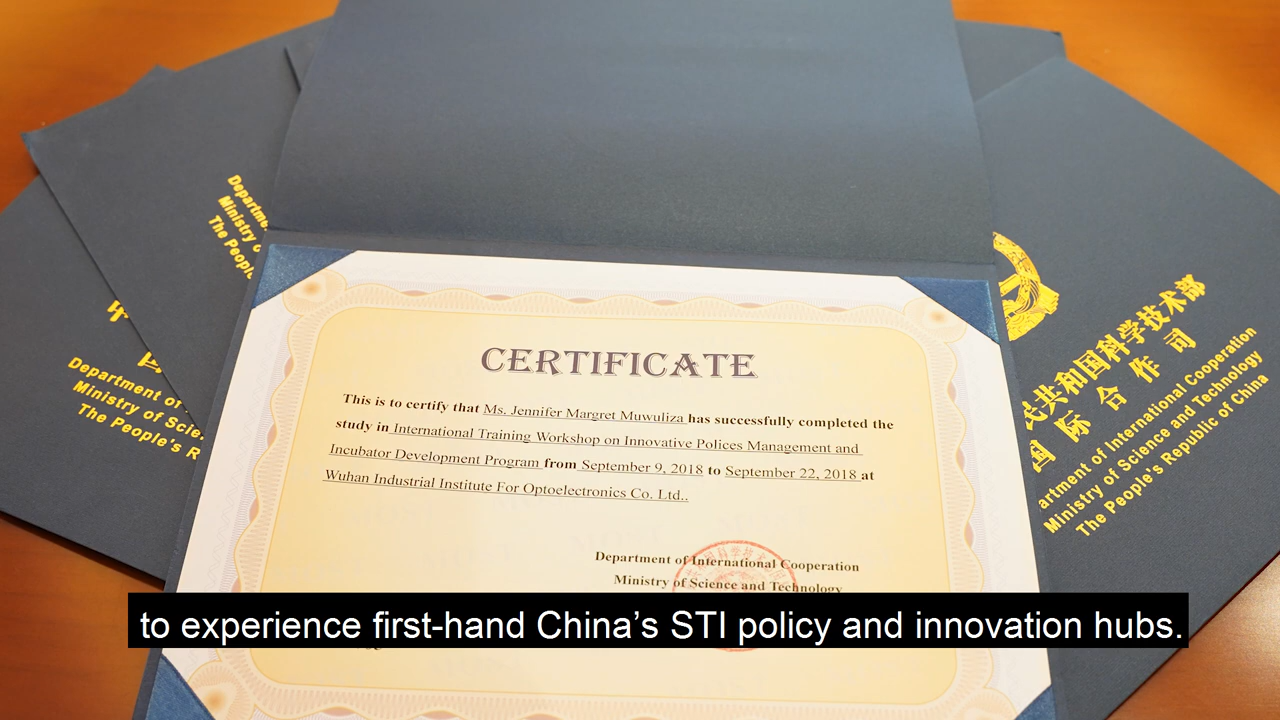 Departme
Ministry o
The People
中
国
Department of
Ministry of Scie
The People's R
民共和国科学技术部
国际合作司
artment of International Cooperation
Ministry of Science and Technology
The People's Republic of China
CERTIFICATE
This is to certify that Ms. Jennifer Margret Muwuliza has successfully completed the
study in International Training Workshop on Innovative Polices Management and
Incubator Development Program from September 9, 2018 to September 22, 2018 at
Wuhan Industrial Institute For Optoelectronics Co. Ltd..
Department of International Cooperation
Ministry of Science and Technology
to experience first-hand China's STI policy and innovation hubs.